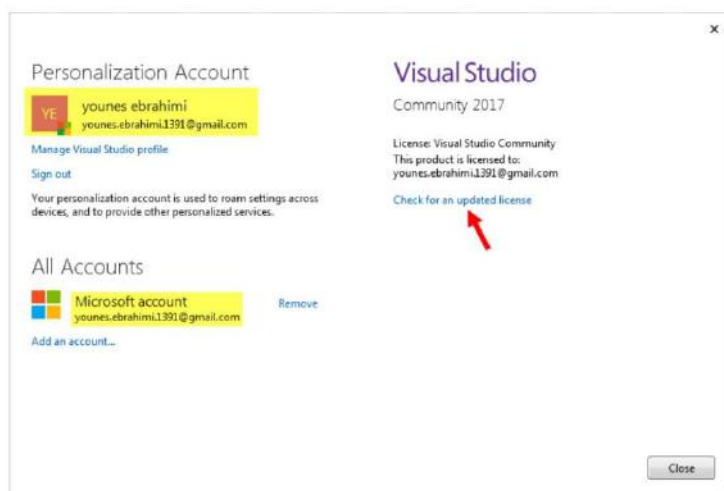 Personalization Account
YE
younes ebrahimi
younes.ebrahimi.1391@gmail.com
Manage Visual Studio profile
Sign out
Your personalization account is used to roam settings across
devices, and to provide other personalized services.
All Accounts
Microsoft account
younes.ebrahimi.1391@gmail.com
Remove
Add an account...
Visual Studio
Community 2017
License: Visual Studio Community
This product is licensed to:
younes.ebrahimi.1391@gmail.com
Check for an updated license
Close